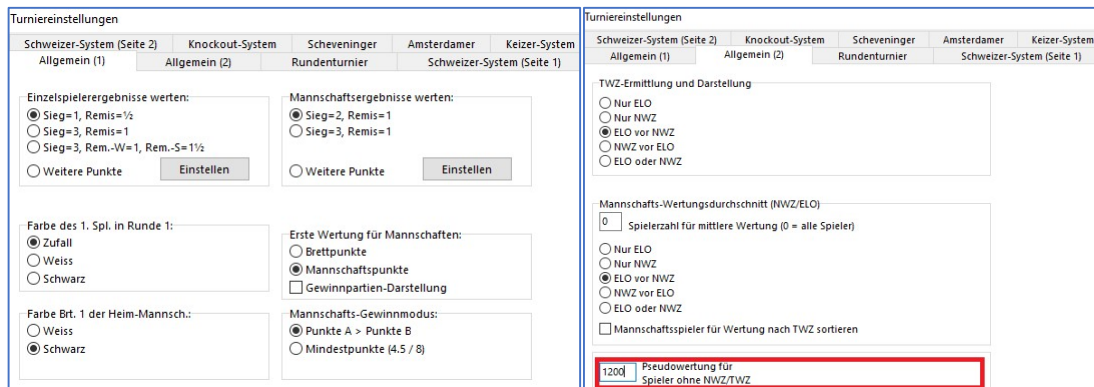 Turniereinstellungen
Schweizer-System (Seite 2) Knockout-System Scheveninger Amsterdamer Keizer-System
Allgemein (1) Allgemein (2) Rundenturnier Schweizer-System (Seite 1)
Einzelspielerergebnisse werten:
Sieg=1, Remis=½
Sieg=3, Remis=1
Sieg=3, Rem.-W=1, Rem.-S=1½
Weitere Punkte Einstellen
Mannschaftsergebnisse werten:
Sieg=2, Remis=1
Sieg=3, Remis=1
Weitere Punkte Einstellen
Farbe des 1. Spl. in Runde 1:
Zufall
Weiss
Schwarz
Erste Wertung für Mannschaften:
Brettpunkte
Mannschaftspunkte
Gewinnpartien-Darstellung
Farbe Brt. 1 der Heim-Mannsch.:
Weiss
Schwarz
Mannschafts-Gewinnmodus:
Punkte A > Punkte B
Mindestpunkte (4.5 / 8)
Turniereinstellungen
Schweizer-System (Seite 2) Knockout-System Scheveninger Amsterdamer Keizer-System
Allgemein (1) Allgemein (2) Rundenturnier Schweizer-System (Seite 1)
TWZ-Ermittlung und Darstellung
Nur ELO
Nur NWZ
ELO vor NWZ
NWZ vor ELO
ELO oder NWZ
Mannschafts-Wertungsdurchschnitt (NWZ/ELO)
0 Spielerzahl für mittlere Wertung (0 = alle Spieler)
Nur ELO
Nur NWZ
ELO vor NWZ
NWZ vor ELO
ELO oder NWZ
Mannschaftsspieler für Wertung nach TWZ sortieren
1200 Pseudowertung für
Spieler ohne NWZ/TWZ